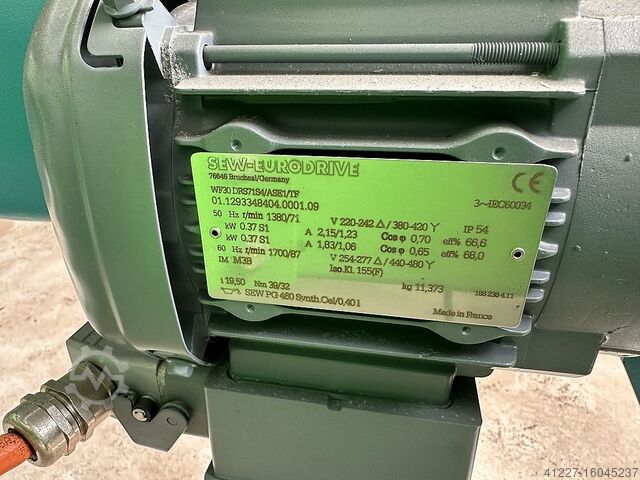 SEW-EURODRIVE
76646 Bruchsal/Germany
CE
WF30 DRS71S4/ASE1/TF
3~IEC60034
01.1293348404.0001.09
50 Hz r/min 1380/71 V 220-242 Δ / 380-420 Y IP 54
kW 0.37 S1 A 2,15/1,23 Cos φ 0,70 eff% 66,6
kW 0.37 S1 A 1,83/1,06 Cos φ 0,65 eff% 68,0
60 Hz r/min 1700/87 V 254-277 Δ / 440-480 Y
IM M3B Iso.Kl. 155(F)
kg 11,373
i 19,50 Nm 39/32
188 239 4.11
SEW PG 460 Synth.Oel/0,40 l
Made in France
41227-16045237